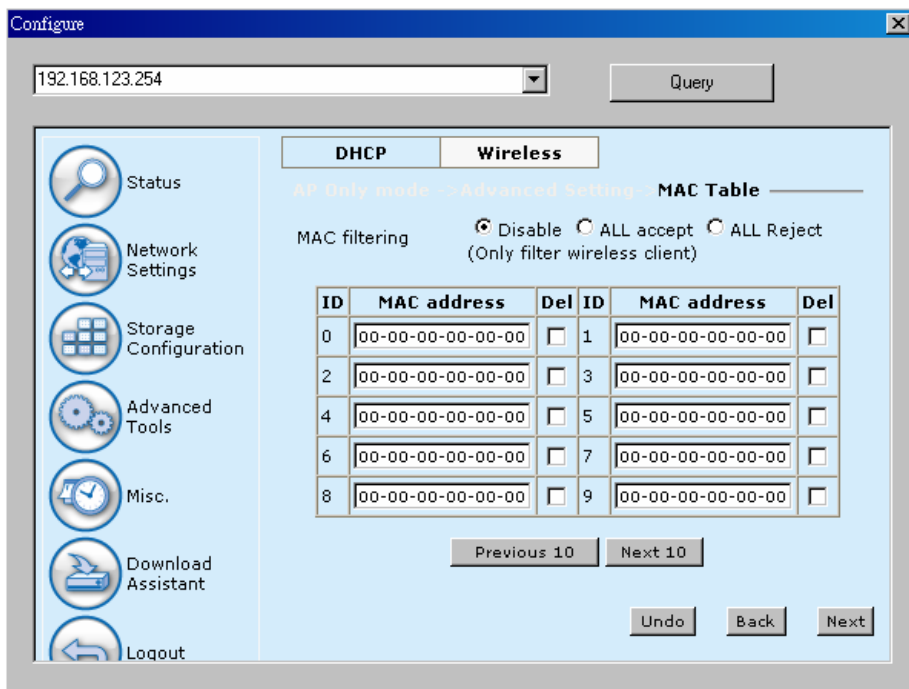 Configure
192.168.123.254
Query
Status
Network
Settings
Storage
Configuration
Advanced
Tools
Misc.
Download
Assistant
Logout
DHCP Wireless
AP Only mode ->Advanced Setting-> MAC Table
MAC filtering Disable ALL accept ALL Reject
(Only filter wireless client)
ID MAC address Del ID MAC address Del
0 00-00-00-00-00-00 1 00-00-00-00-00-00
2 00-00-00-00-00-00 3 00-00-00-00-00-00
4 00-00-00-00-00-00 5 00-00-00-00-00-00
6 00-00-00-00-00-00 7 00-00-00-00-00-00
8 00-00-00-00-00-00 9 00-00-00-00-00-00
Previous 10 Next 10
Undo Back Next